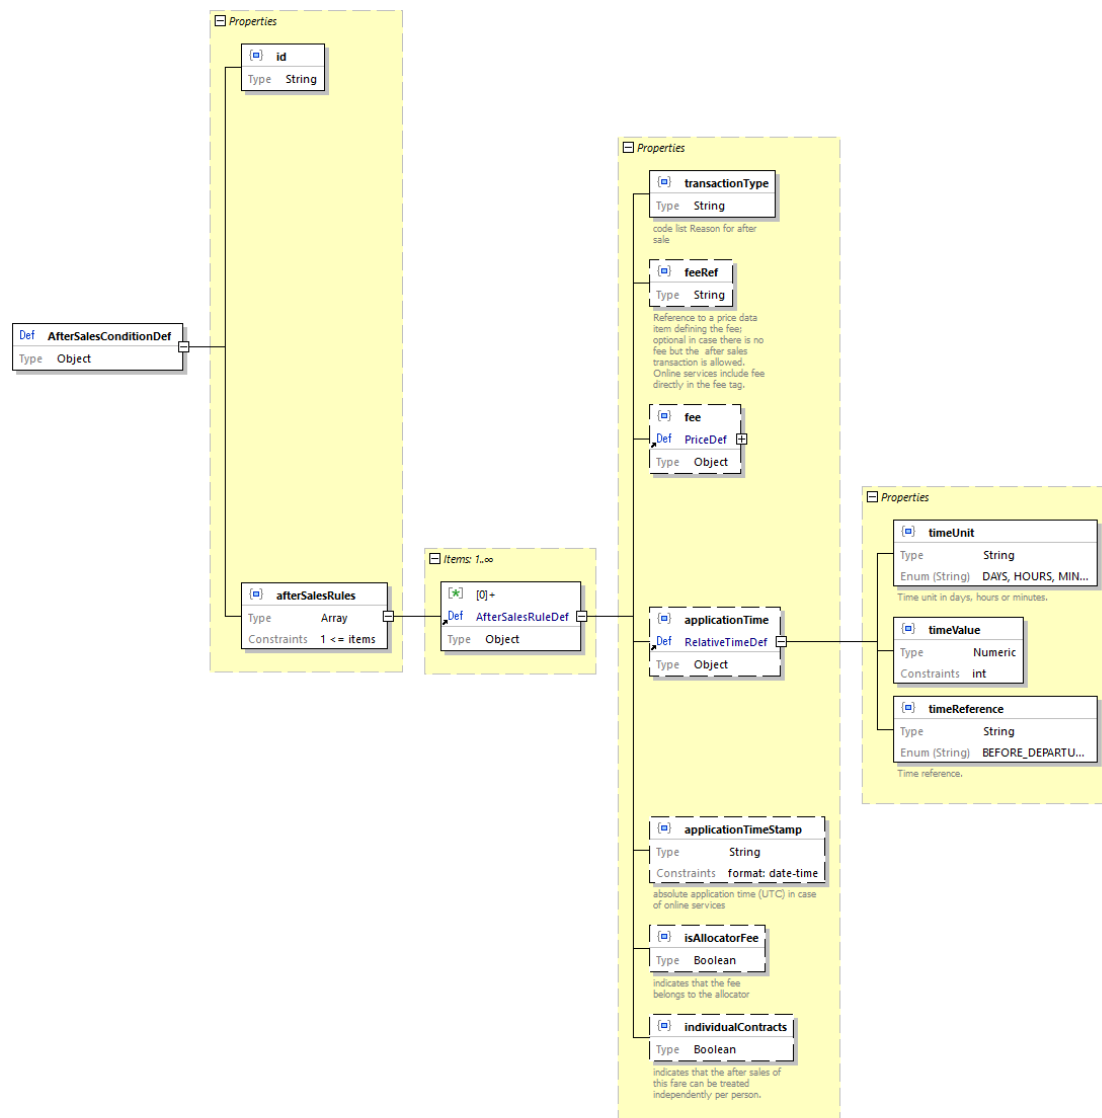 Properties
id
Type String
Def AfterSalesConditionDef
Type Object
afterSalesRules
Type Array
Constraints 1 <= items
Items: 1..∞
[0]+
Def AfterSalesRuleDef
Type Object
Properties
transactionType
Type String
code list Reason for after
sale
feeRef
Type String
Reference to a price data
item defining the fee;
optional in case there is no
fee but the after sales
transaction is allowed.
Online services include fee
directly in the fee tag.
fee
Def PriceDef
Type Object
applicationTime
Def RelativeTimeDef
Type Object
Properties
timeUnit
Type String
Enum (String) DAYS, HOURS, MIN...
Time unit in days, hours or minutes.
timeValue
Type Numeric
Constraints int
timeReference
Type String
Enum (String) BEFORE_DEPARTU...
Time reference.
applicationTimeStamp
Type String
Constraints format: date-time
absolute application time (UTC) in case
of online services
isAllocatorFee
Type Boolean
indicates that the fee
belongs to the allocator
individualContracts
Type Boolean
indicates that the after sales of
this fare can be treated
independently per person.